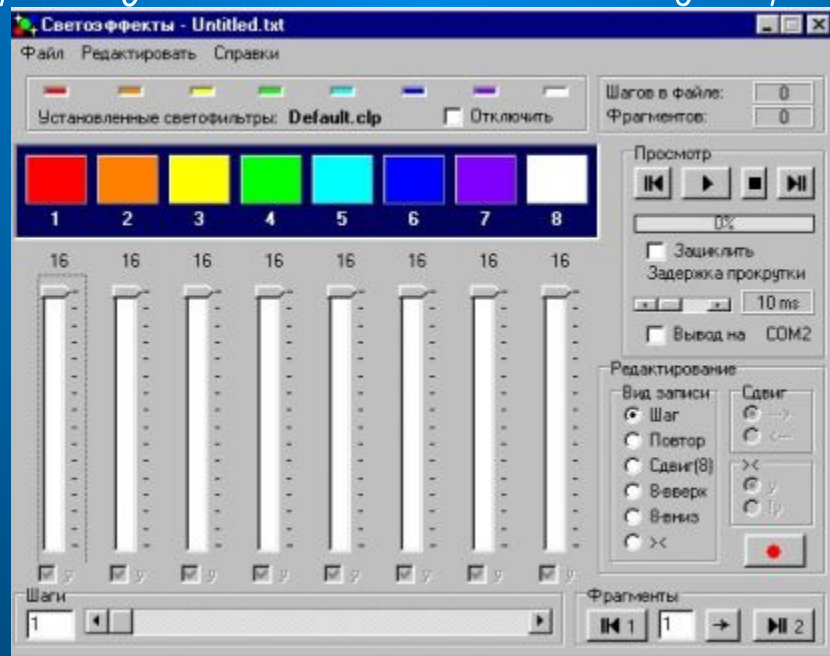 Светоэффекты - Untitled.txt
Файл Редактировать Справки
Установленные светофильтры: Default.clp Отключить
Шагов в файле: 0
Фрагментов: 0
1 2 3 4 5 6 7 8
16 16 16 16 16 16 16 16
Просмотр
0%
Зациклить
Задержка прокрутки
10 ms
Вывод на COM2
Редактирование
Вид записи
Шаг
Повтор
Сдвиг(8)
В-вверх
В-вниз
><
Сдвиг
-->
<--
><
у
у у у у у у у у
Шаги
1
Фрагменты
1 1 2